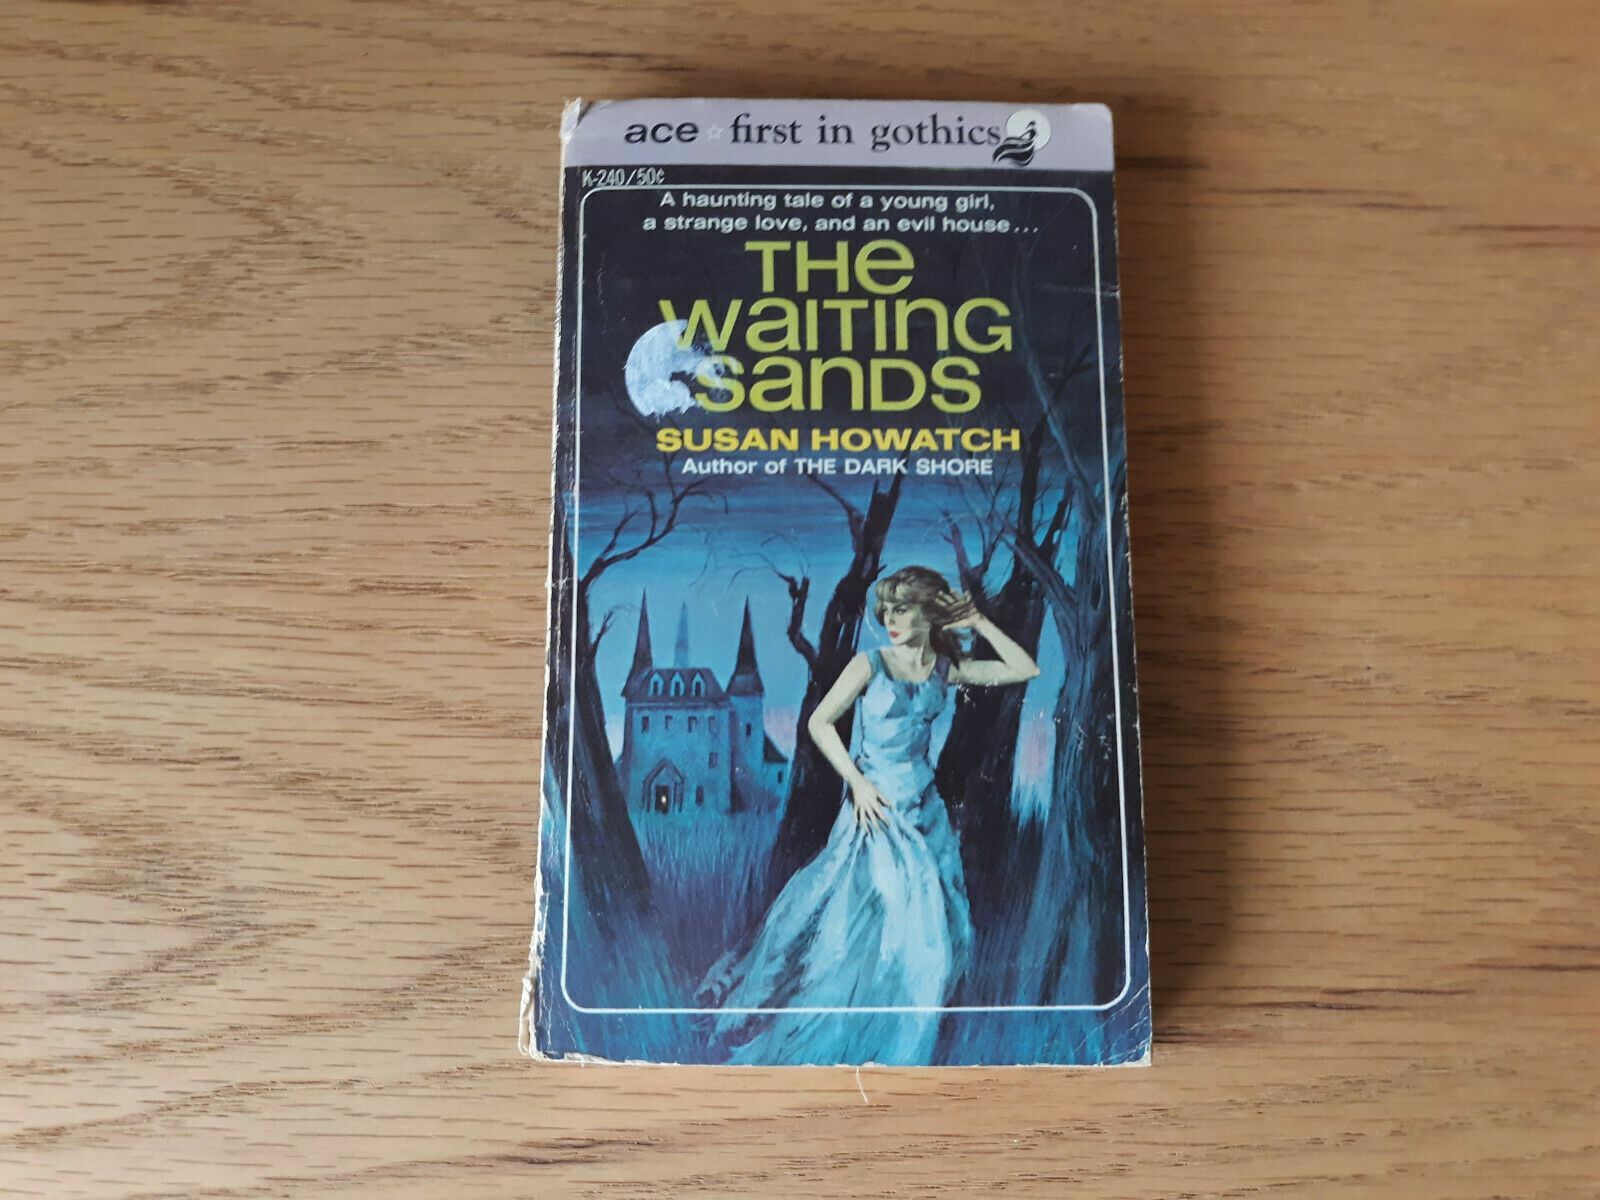 ace ☆ first in gothics
K-240/50¢
A haunting tale of a young girl,
a strange love, and an evil house...
THe
WaiTinG
SanDS
SUSAN HOWATCH
Author of THE DARK SHORE